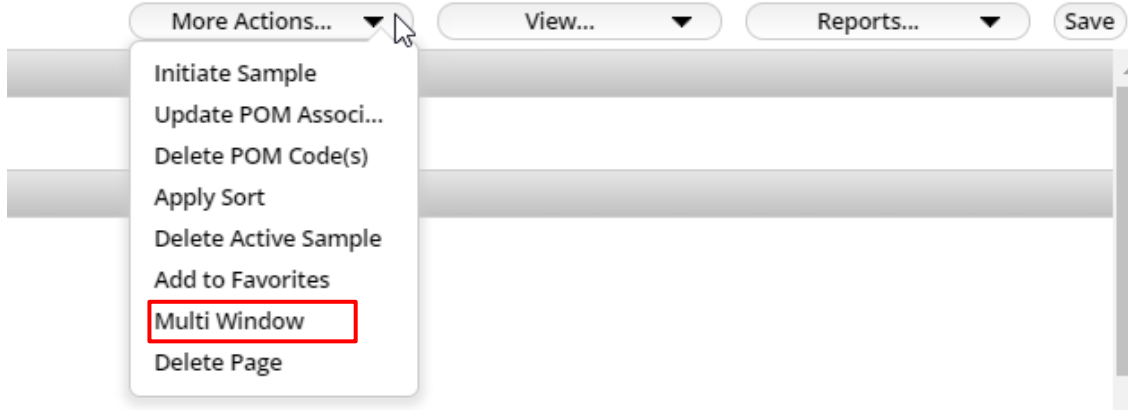 More Actions... View... Reports... Save
Initiate Sample
Update POM Associ...
Delete POM Code(s)
Apply Sort
Delete Active Sample
Add to Favorites
Multi Window
Delete Page